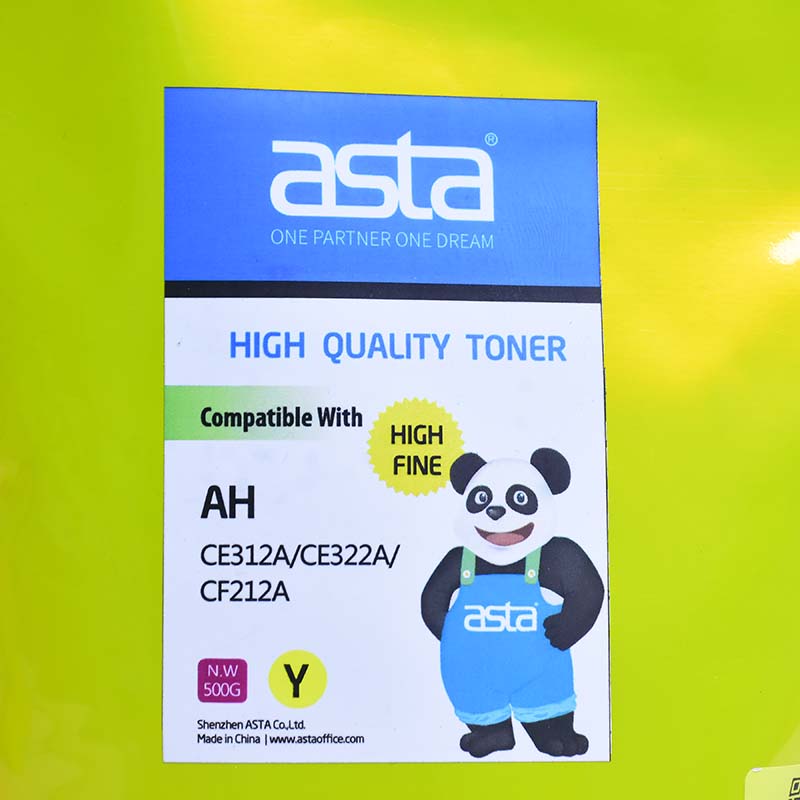 asta®
ONE PARTNER ONE DREAM
HIGH QUALITY TONER
Compatible With
HIGH
FINE
AH
CE312A/CE322A/
CF212A
asta
N.W
500G
Y
Shenzhen ASTA Co.,Ltd.
Made in China | www.astaoffice.com